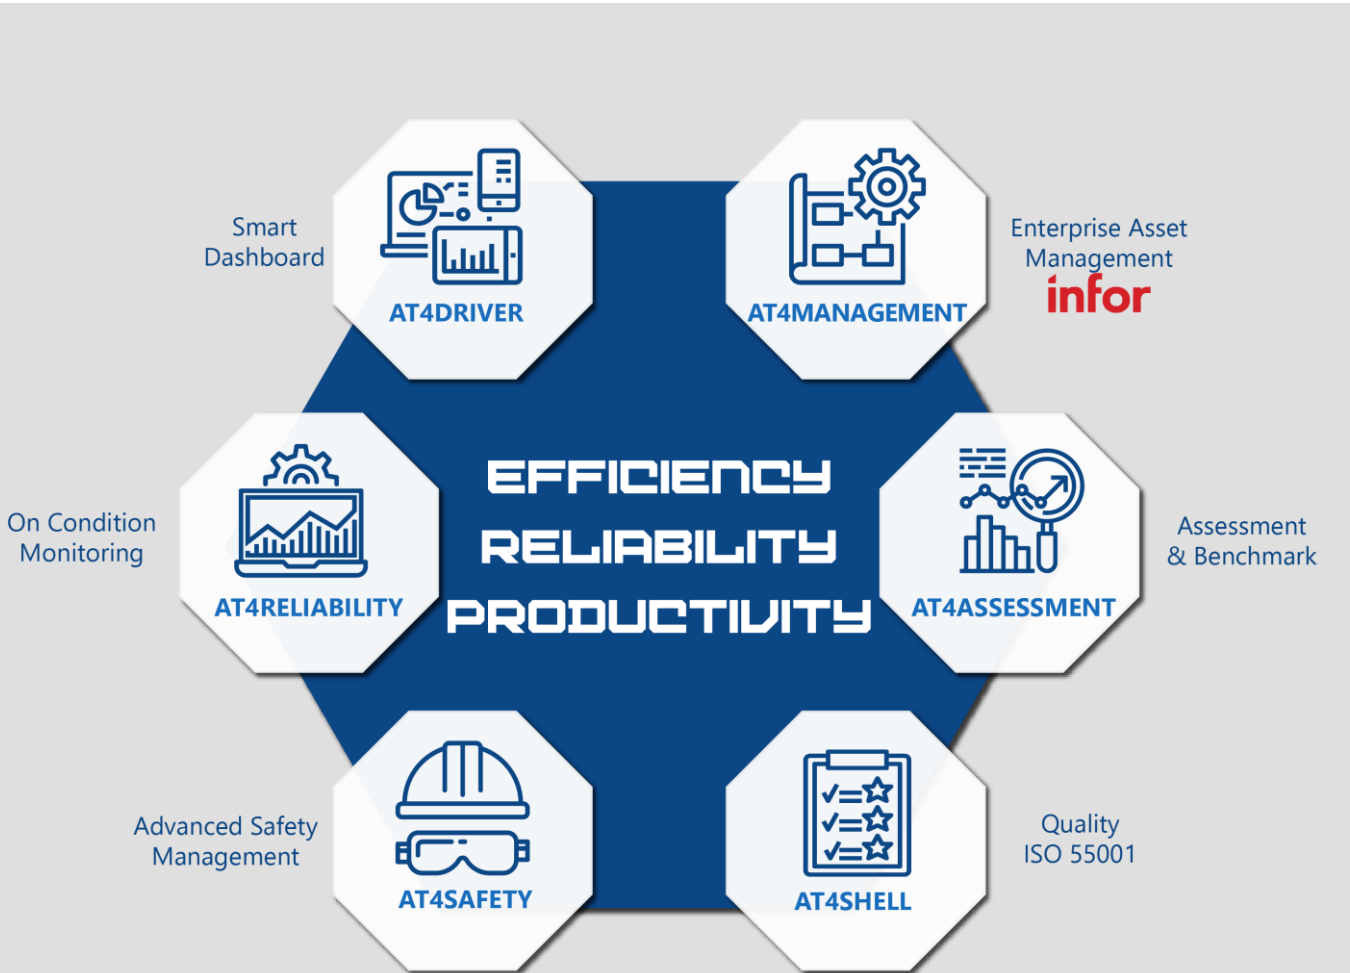 Smart
Dashboard
AT4DRIVER
AT4MANAGEMENT
Enterprise Asset
Management
infor
On Condition
Monitoring
AT4RELIABILITY
EFFICIENCY
RELIABILITY
PRODUCTIVITY
AT4ASSESSMENT
Assessment
& Benchmark
Advanced Safety
Management
AT4SAFETY
AT4SHELL
Quality
ISO 55001